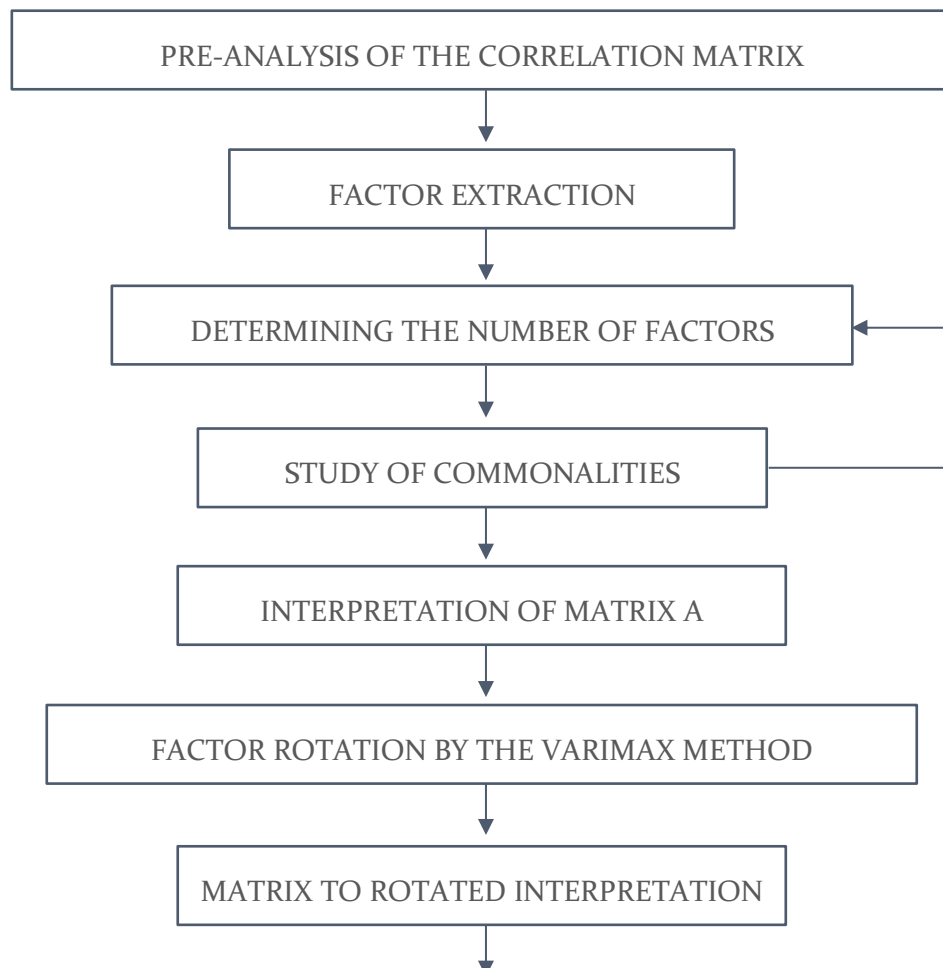 PRE-ANALYSIS OF THE CORRELATION MATRIX
FACTOR EXTRACTION
DETERMINING THE NUMBER OF FACTORS
STUDY OF COMMONALITIES
INTERPRETATION OF MATRIX A
FACTOR ROTATION BY THE VARIMAX METHOD
MATRIX TO ROTATED INTERPRETATION